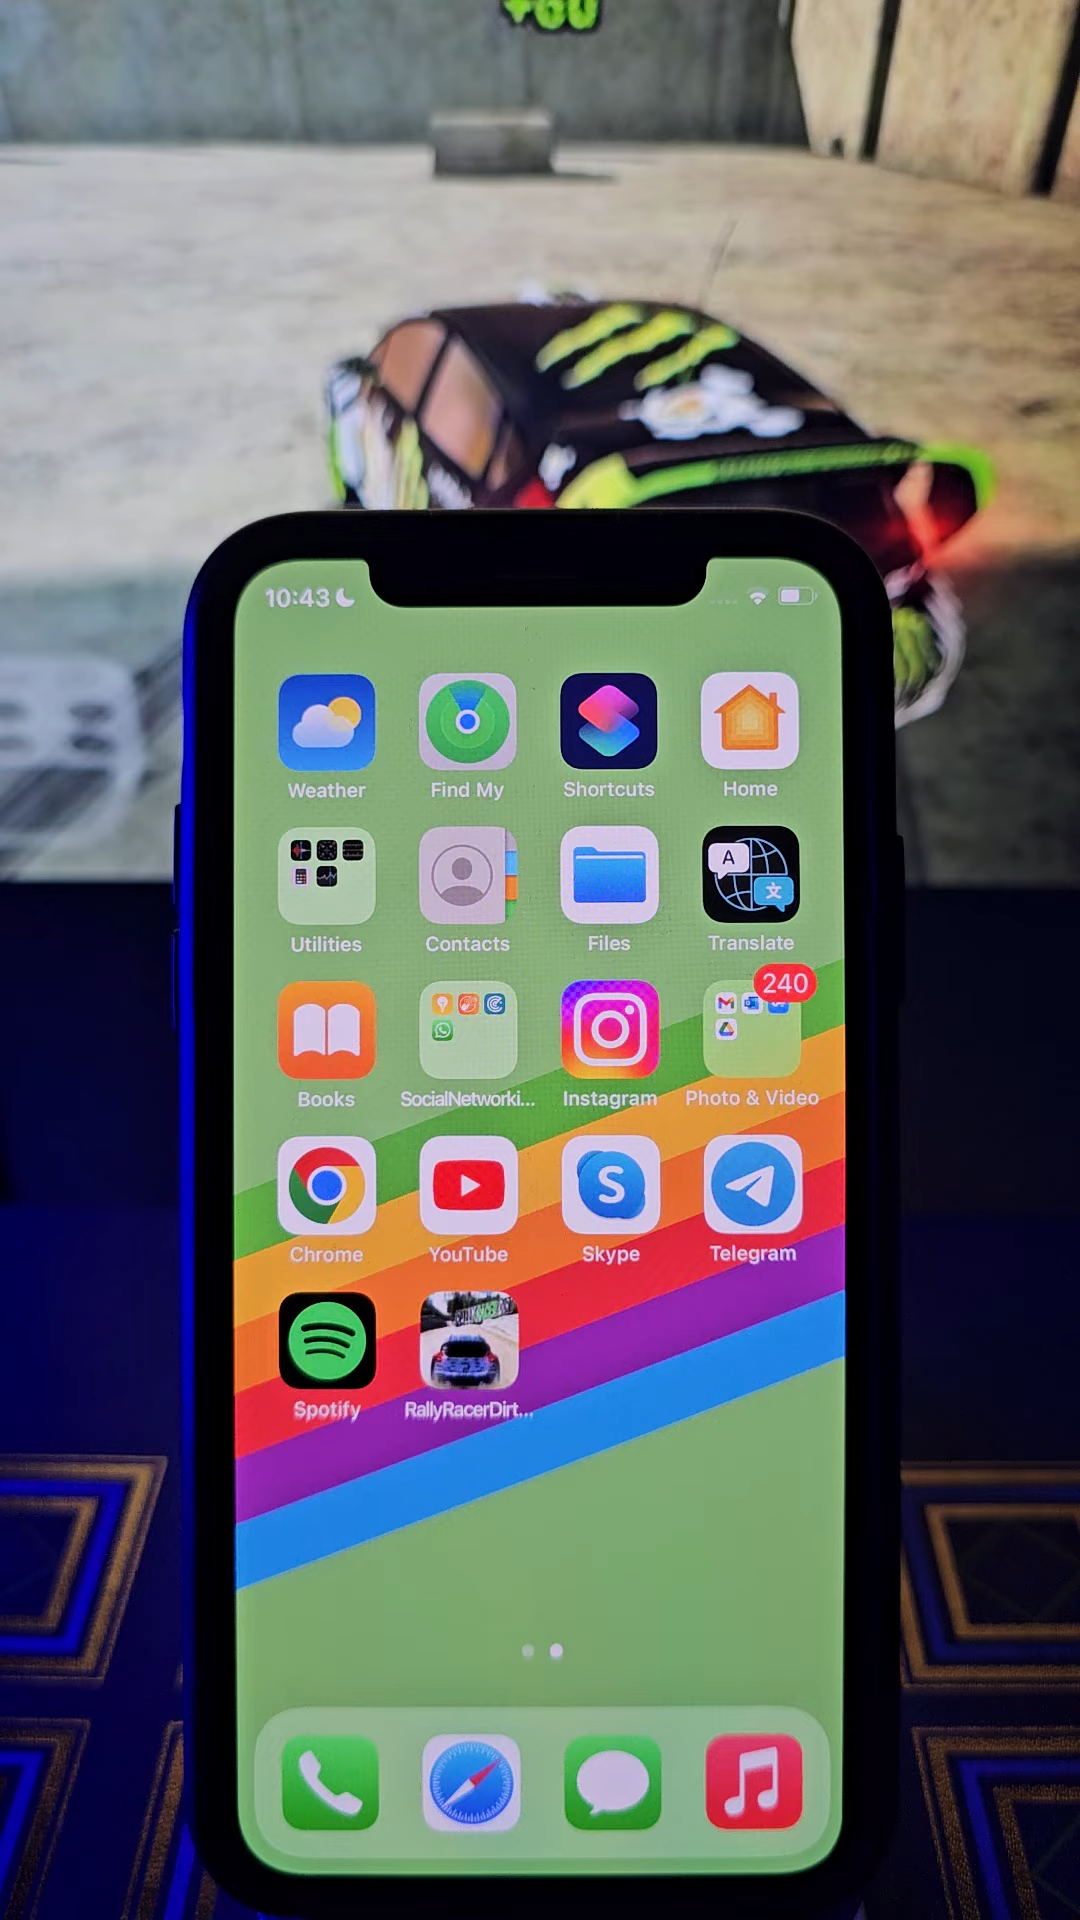 +60
10:43
Weather
Find My
Shortcuts
Home
A
文
Utilities
Contacts
Files
Translate
240
Books
SocialNetworki...
Instagram
Photo & Video
S
Chrome
YouTube
Skype
Telegram
Spotify
RallyRacerDirt...